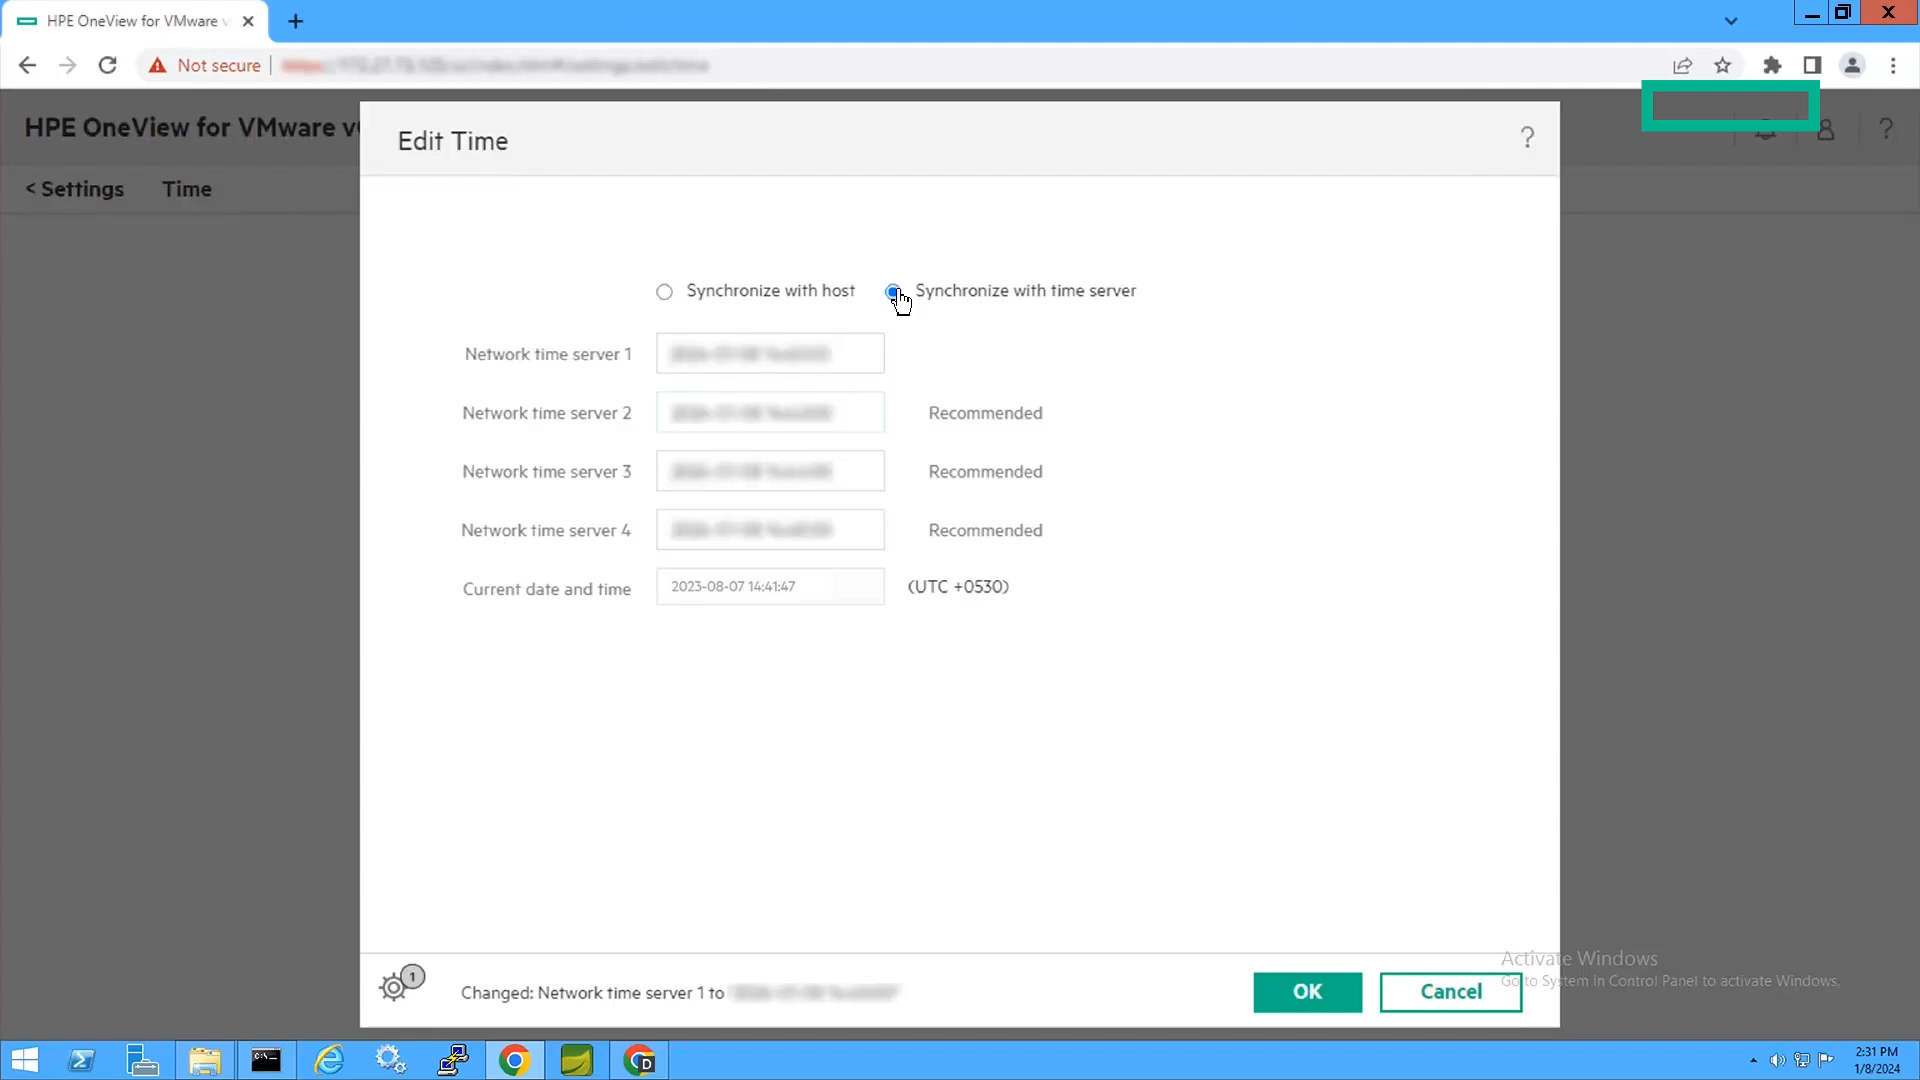 HPE OneView for VMware v
Not secure
HPE OneView for VMware v
Edit Time
?
?
< Settings Time
Synchronize with host Synchronize with time server
Network time server 1
Network time server 2 Recommended
Network time server 3 Recommended
Network time server 4 Recommended
Current date and time 2023-08-07 14:41:47 (UTC +0530)
1
Changed: Network time server 1 to
OK
Cancel
Activate Windows
Go to System in Control Panel to activate Windows.
D
2:31 PM
1/8/2024